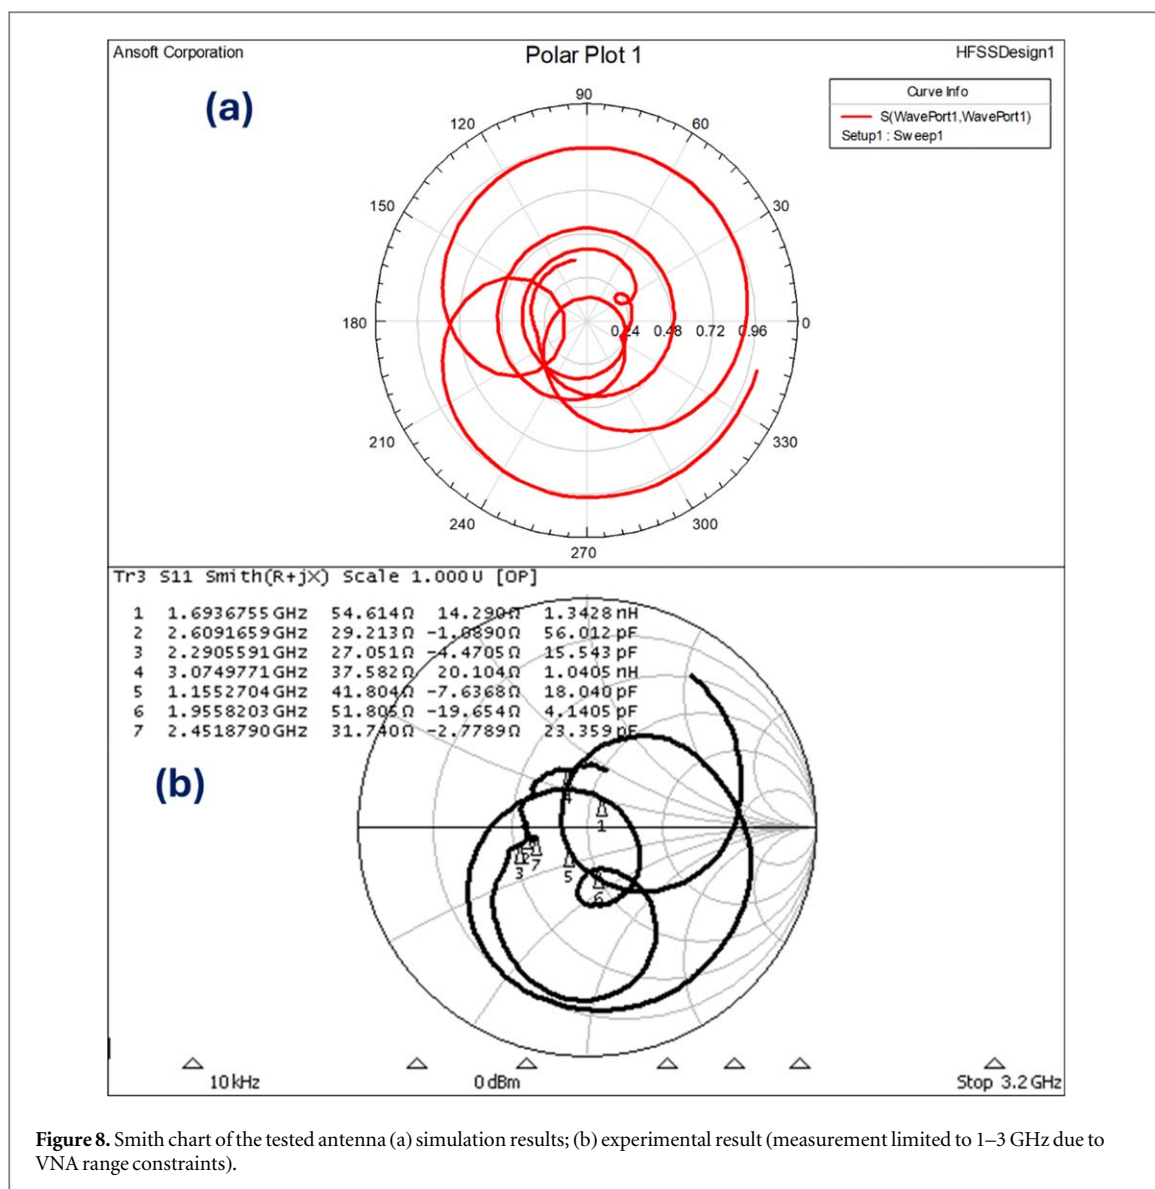 Ansoft Corporation
Polar Plot 1
HFSSDesign1
(a)
Curve Info
S(WavePort1,WavePort1)
Setup1 : Sweep1
90
120
60
150
30
180
0
0.24 0.48 0.72 0.96
210
330
240
300
270
Tr3 S11 Smith(R+jX) Scale 1.000U [OP]
1 1.6936755 GHz 54.614Ω 14.290Ω 1.3428 nH
2 2.6091659 GHz 29.213Ω -1.0890Ω 56.012 pF
3 2.2905591 GHz 27.051Ω -4.4705Ω 15.543 pF
4 3.0749771 GHz 37.582Ω 20.104Ω 1.0405 nH
5 1.1552704 GHz 41.804Ω -7.6368Ω 18.040 pF
6 1.9558203 GHz 51.805Ω -19.654Ω 4.1405 pF
7 2.4518790 GHz 31.740Ω -2.7789Ω 23.359 pF
(b)
4
1
2
7
3
5
6
10 kHz
0 dBm
Stop 3.2 GHz
Figure 8. Smith chart of the tested antenna (a) simulation results; (b) experimental result (measurement limited to 1–3 GHz due to
VNA range constraints).